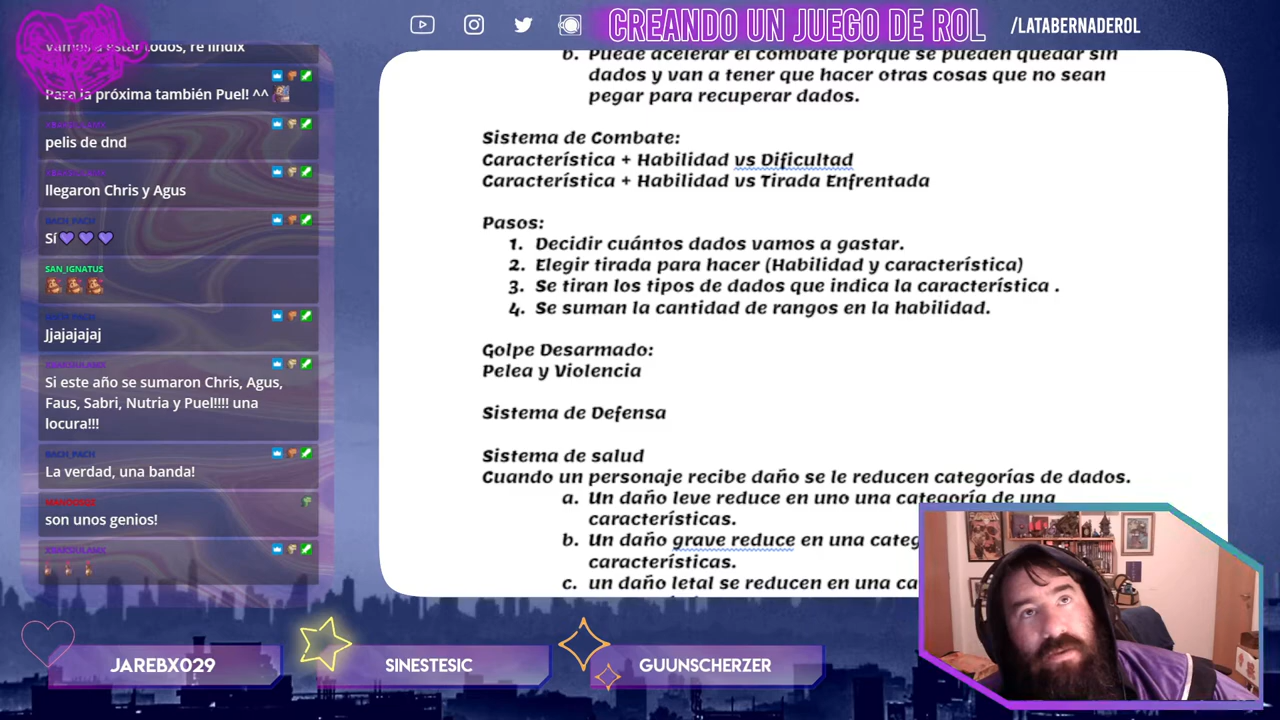 CREANDO UN JUEGO DE ROL
/LATABERNADEROL
Vamos a estar todos, re lindix
Para la próxima también Puel! ^^
pelis de dnd
llegaron Chris y Agus
BACH_PACH
Sí
SAN_IGNATUS
BACH_PACH
Jjajajajaj
Si este año se sumaron Chris, Agus,
Faus, Sabri, Nutria y Puel!!!! una
locura!!!
BACH_PACH
La verdad, una banda!
son unos genios!
b. Puede acelerar el combate porque se pueden quedar sin
dados y van a tener que hacer otras cosas que no sean
pegar para recuperar dados.
Sistema de Combate:
Característica + Habilidad vs Dificultad
Característica + Habilidad vs Tirada Enfrentada
Pasos:
1. Decidir cuántos dados vamos a gastar.
2. Elegir tirada para hacer (Habilidad y característica)
3. Se tiran los tipos de dados que indica la característica .
4. Se suman la cantidad de rangos en la habilidad.
Golpe Desarmado:
Pelea y Violencia
Sistema de Defensa
Sistema de salud
Cuando un personaje recibe daño se le reducen categorías de dados.
a. Un daño leve reduce en uno una categoría de una
características.
b. Un daño grave reduce en una categ
características.
c. un daño letal se reducen en una ca
JAREBX029
SINESTESIC
GUUNSCHERZER